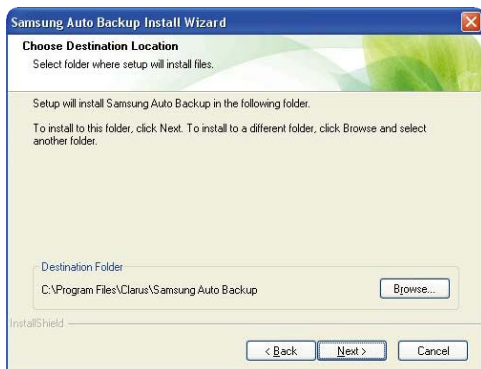 Samsung Auto Backup Install Wizard
Choose Destination Location
Select folder where setup will install files.
Setup will install Samsung Auto Backup in the following folder.
To install to this folder, click Next. To install to a different folder, click Browse and select
another folder.
Destination Folder
C:\Program Files\Clarus\Samsung Auto Backup
Browse...
InstallShield
< Back
Next >
Cancel